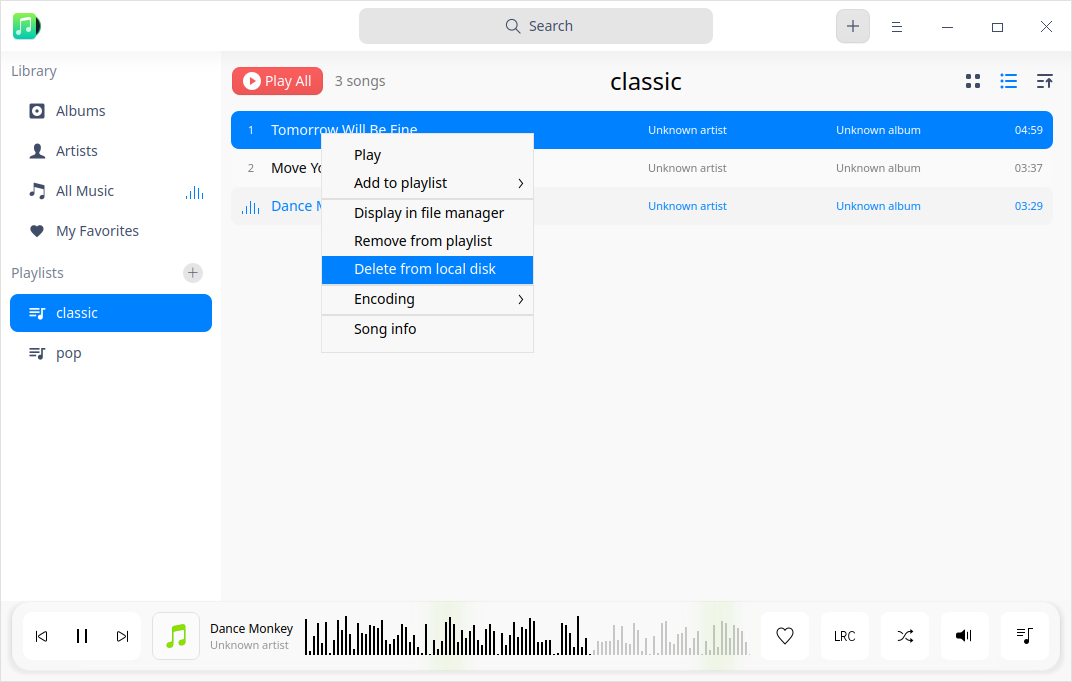 Search
Library
Albums
Artists
All Music
My Favorites
Playlists
classic
pop
Play All
3 songs
classic
1 Tomorrow Will Be Fine Unknown artist Unknown album 04:59
2 Move Unknown artist Unknown album 03:37
Dance Unknown artist Unknown album 03:29
Play
Add to playlist
Display in file manager
Remove from playlist
Delete from local disk
Encoding
Song info
Dance Monkey
Unknown artist
LRC